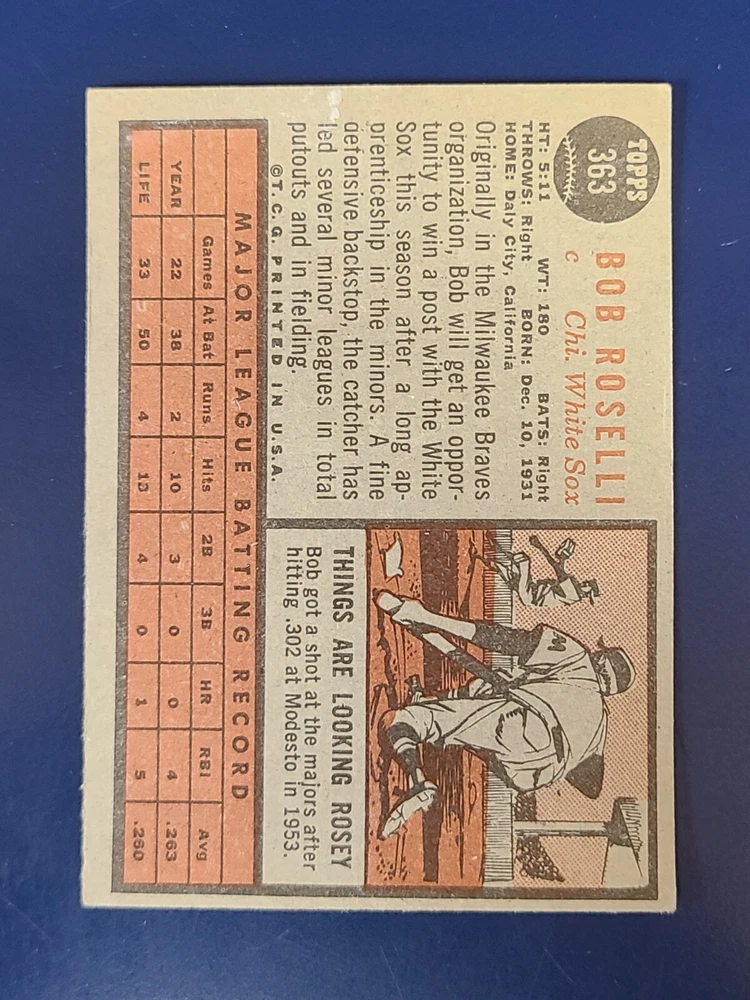 TOPPS
363
BOB ROSELLI
c Chi. White Sox
HT: 5:11 WT: 180 BATS: Right
THROWS: Right BORN: Dec. 10, 1931
HOME: Daly City, California
Originally in the Milwaukee Braves
organization, Bob will get an oppor-
tunity to win a post with the White
Sox this season after a long ap-
prenticeship in the minors. A fine
defensive backstop, the catcher has
led several minor leagues in total
putouts and in fielding.
©T.C.G. PRINTED IN U.S.A.
M
THINGS ARE LOOKING ROSEY
Bob got a shot at the majors after
hitting .302 at Modesto in 1953.
MAJOR LEAGUE BATTING RECORD
Games At Bat Runs Hits 2B 3B HR RBI Avg
YEAR 22 38 2 10 3 0 0 4 .263
LIFE 33 50 4 13 4 0 1 5 .260